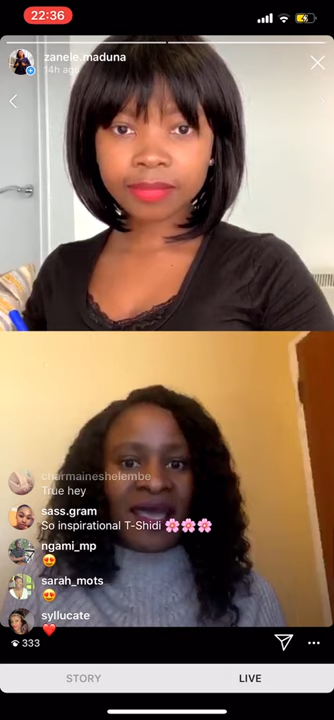 22:36
zanele.maduna
14h ago
charmaineshelembe
True hey
sass.gram
So inspirational T-Shidi 🌸🌸🌸
ngami_mp
😍
sarah_mots
😍
syllucate
❤️
333
STORY LIVE